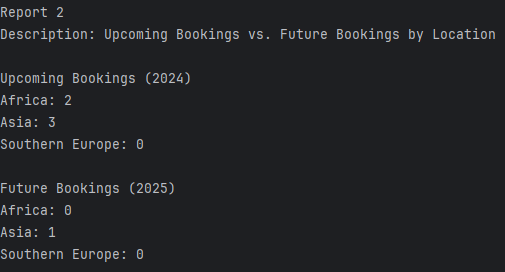 Report 2
Description: Upcoming Bookings vs. Future Bookings by Location
Upcoming Bookings (2024)
Africa: 2
Asia: 3
Southern Europe: 0
Future Bookings (2025)
Africa: 0
Asia: 1
Southern Europe: 0